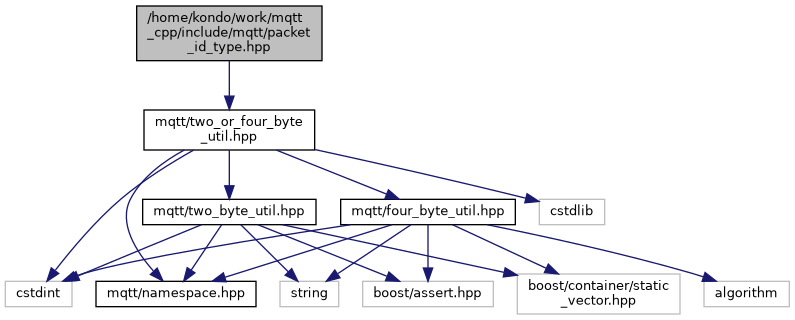 /home/kondo/work/mqtt
_cpp/include/mqtt/packet
_id_type.hpp
mqtt/two_or_four_byte
_util.hpp
mqtt/two_byte_util.hpp
mqtt/four_byte_util.hpp
cstdlib
cstdint
mqtt/namespace.hpp
string
boost/assert.hpp
boost/container/static
_vector.hpp
algorithm